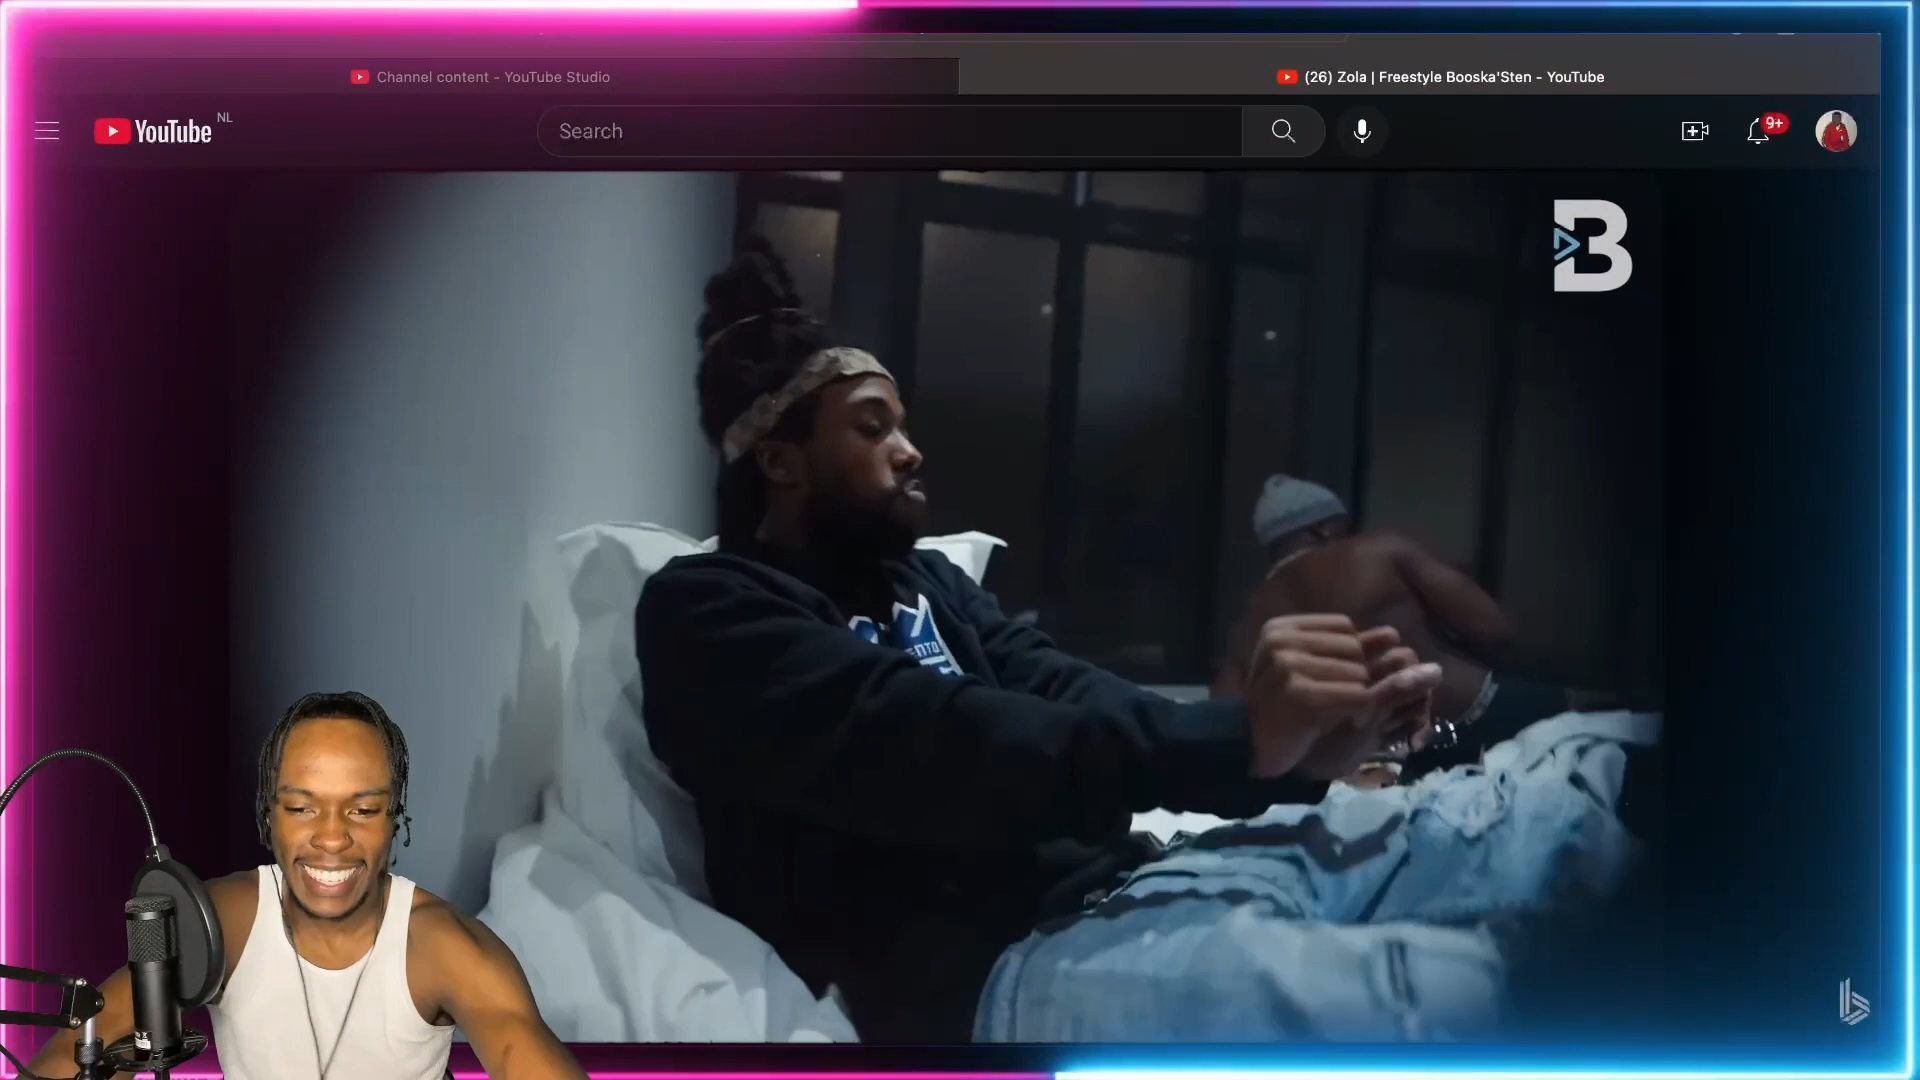 Channel content - YouTube Studio
(26) Zola | Freestyle Booska'Sten - YouTube
YouTube NL
Search
9+
B